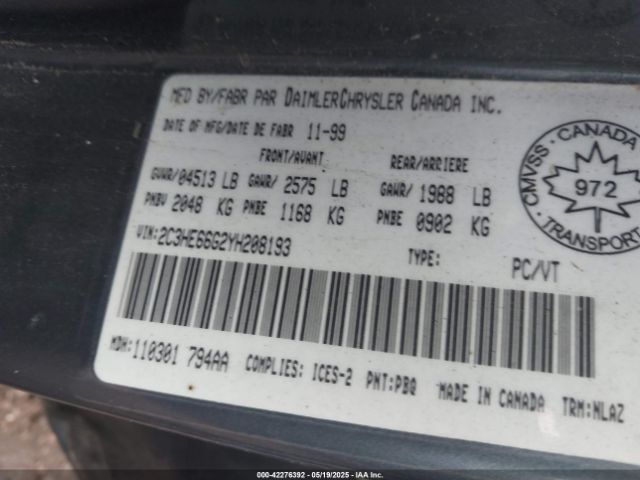 MFD BY/FABR PAR DAIMLERCHRYSLER CANADA INC.
DATE OF MFG/DATE DE FABR 11-99
FRONT/AVANT REAR/ARRIERE
GVWR/04513 LB GAWR/ 2575 LB GAWR/ 1988 LB
PNBV 2048 KG PNBE 1168 KG PNBE 0902 KG
VIN:2C3HE66G2YH208193 TYPE: PC/VT
CMVSS · CANADA
972
TRANSPORT
MDH:110301 794AA COMPLIES: ICES-2 PNT:PBQ MADE IN CANADA TRM:NLAZ
000-42276392 - 05/19/2025 - IAA Inc.